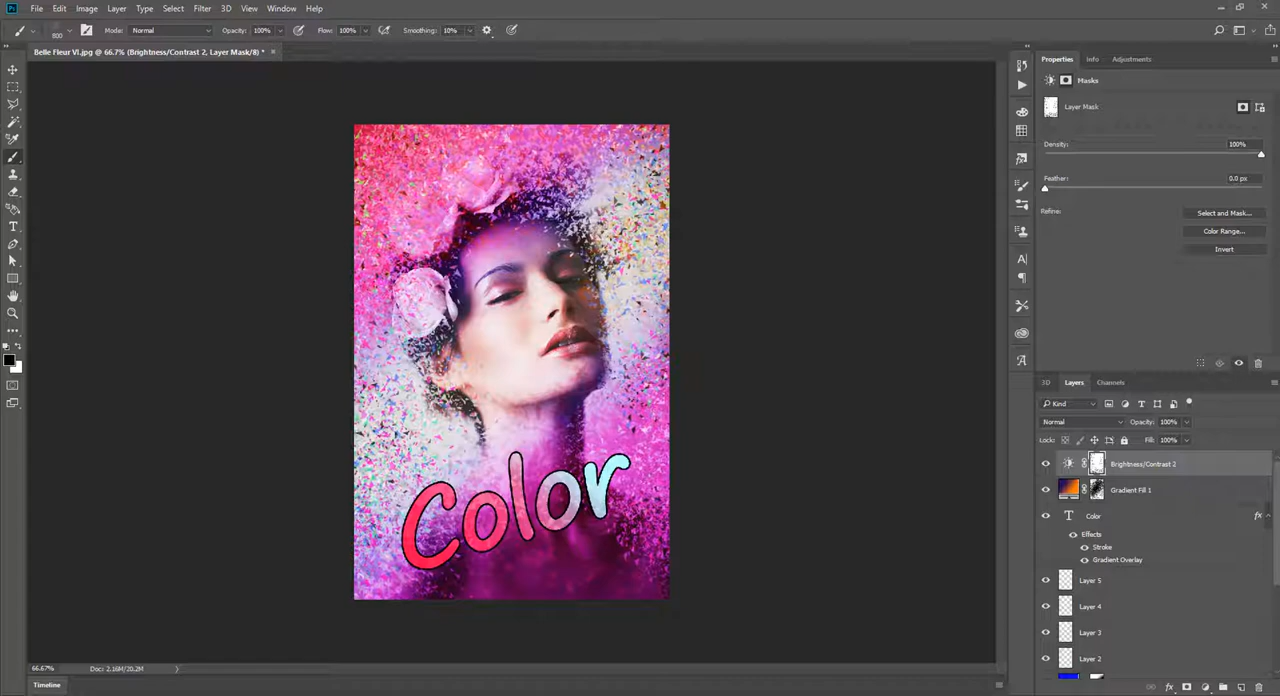 Ps File Edit Image Layer Type Select Filter 3D View Window Help
800 Mode: Normal Opacity: 100% Flow: 100% Smoothing: 10%
Belle Fleur VI.jpg @ 66.7% (Brightness/Contrast 2, Layer Mask/8) * ×
Properties Info Adjustments
Masks
Layer Mask
Density: 100%
Feather: 0.0 px
Refine: Select and Mask...
Color Range...
Invert
3D Layers Channels
Kind
Normal Opacity: 100%
Lock: Fill: 100%
Brightness/Contrast 2
Gradient Fill 1
T Color fx
Effects
Stroke
Gradient Overlay
Layer 5
Layer 4
Layer 3
Layer 2
Color
66.67% Doc: 2.16M/20.2M
Timeline